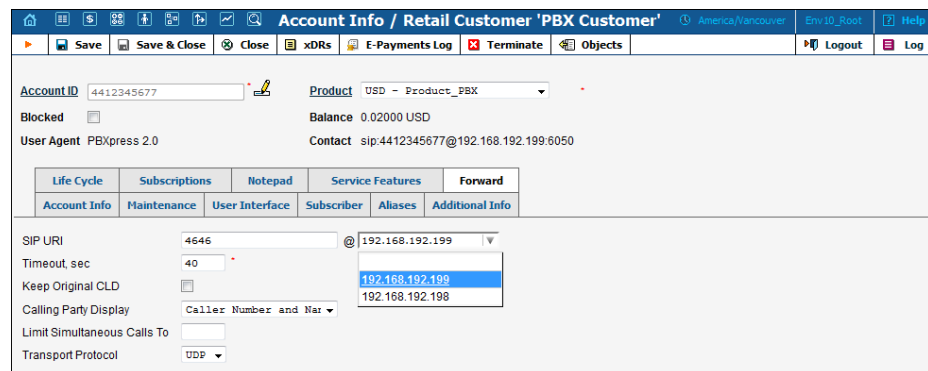 Account Info / Retail Customer 'PBX Customer' America/Vancouver Env10_Root ? Help
Save Save & Close Close xDRs E-Payments Log Terminate Objects Logout Log
Account ID 4412345677 * Product USD - Product_PBX *
Blocked Balance 0.02000 USD
User Agent PBXpress 2.0 Contact sip:4412345677@192.168.192.199:6050
Life Cycle Subscriptions Notepad Service Features Forward
Account Info Maintenance User Interface Subscriber Aliases Additional Info
SIP URI 4646 @ 192.168.192.199
Timeout, sec 40 *
192.168.192.199
Keep Original CLD
192.168.192.198
Calling Party Display Caller Number and Nar
Limit Simultaneous Calls To
Transport Protocol UDP